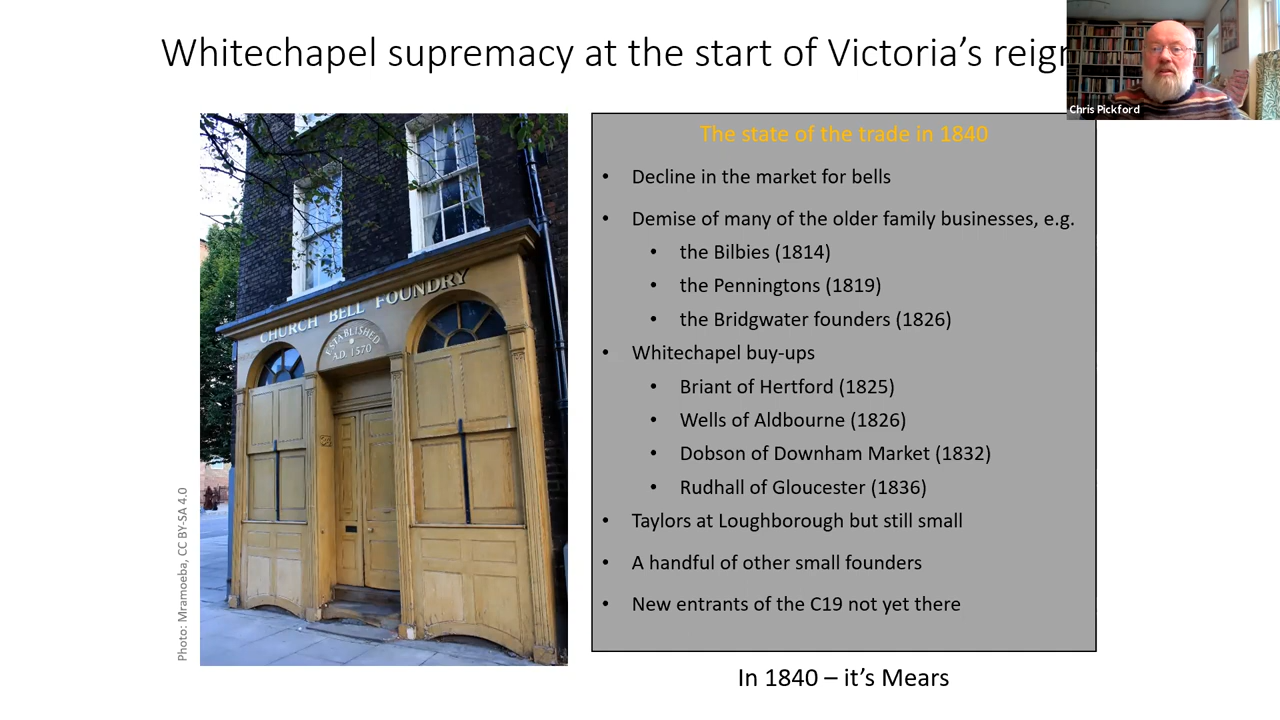 Whitechapel supremacy at the start of Victoria's reign
Chris Pickford
CHURCH BELL FOUNDRY
ESTABLISHED
A.D. 1570
Photo: Mramoeba, CC BY-SA 4.0
The state of the trade in 1840
• Decline in the market for bells
• Demise of many of the older family businesses, e.g.
• the Bilbies (1814)
• the Penningtons (1819)
• the Bridgwater founders (1826)
• Whitechapel buy-ups
• Briant of Hertford (1825)
• Wells of Aldbourne (1826)
• Dobson of Downham Market (1832)
• Rudhall of Gloucester (1836)
• Taylors at Loughborough but still small
• A handful of other small founders
• New entrants of the C19 not yet there
In 1840 – it's Mears